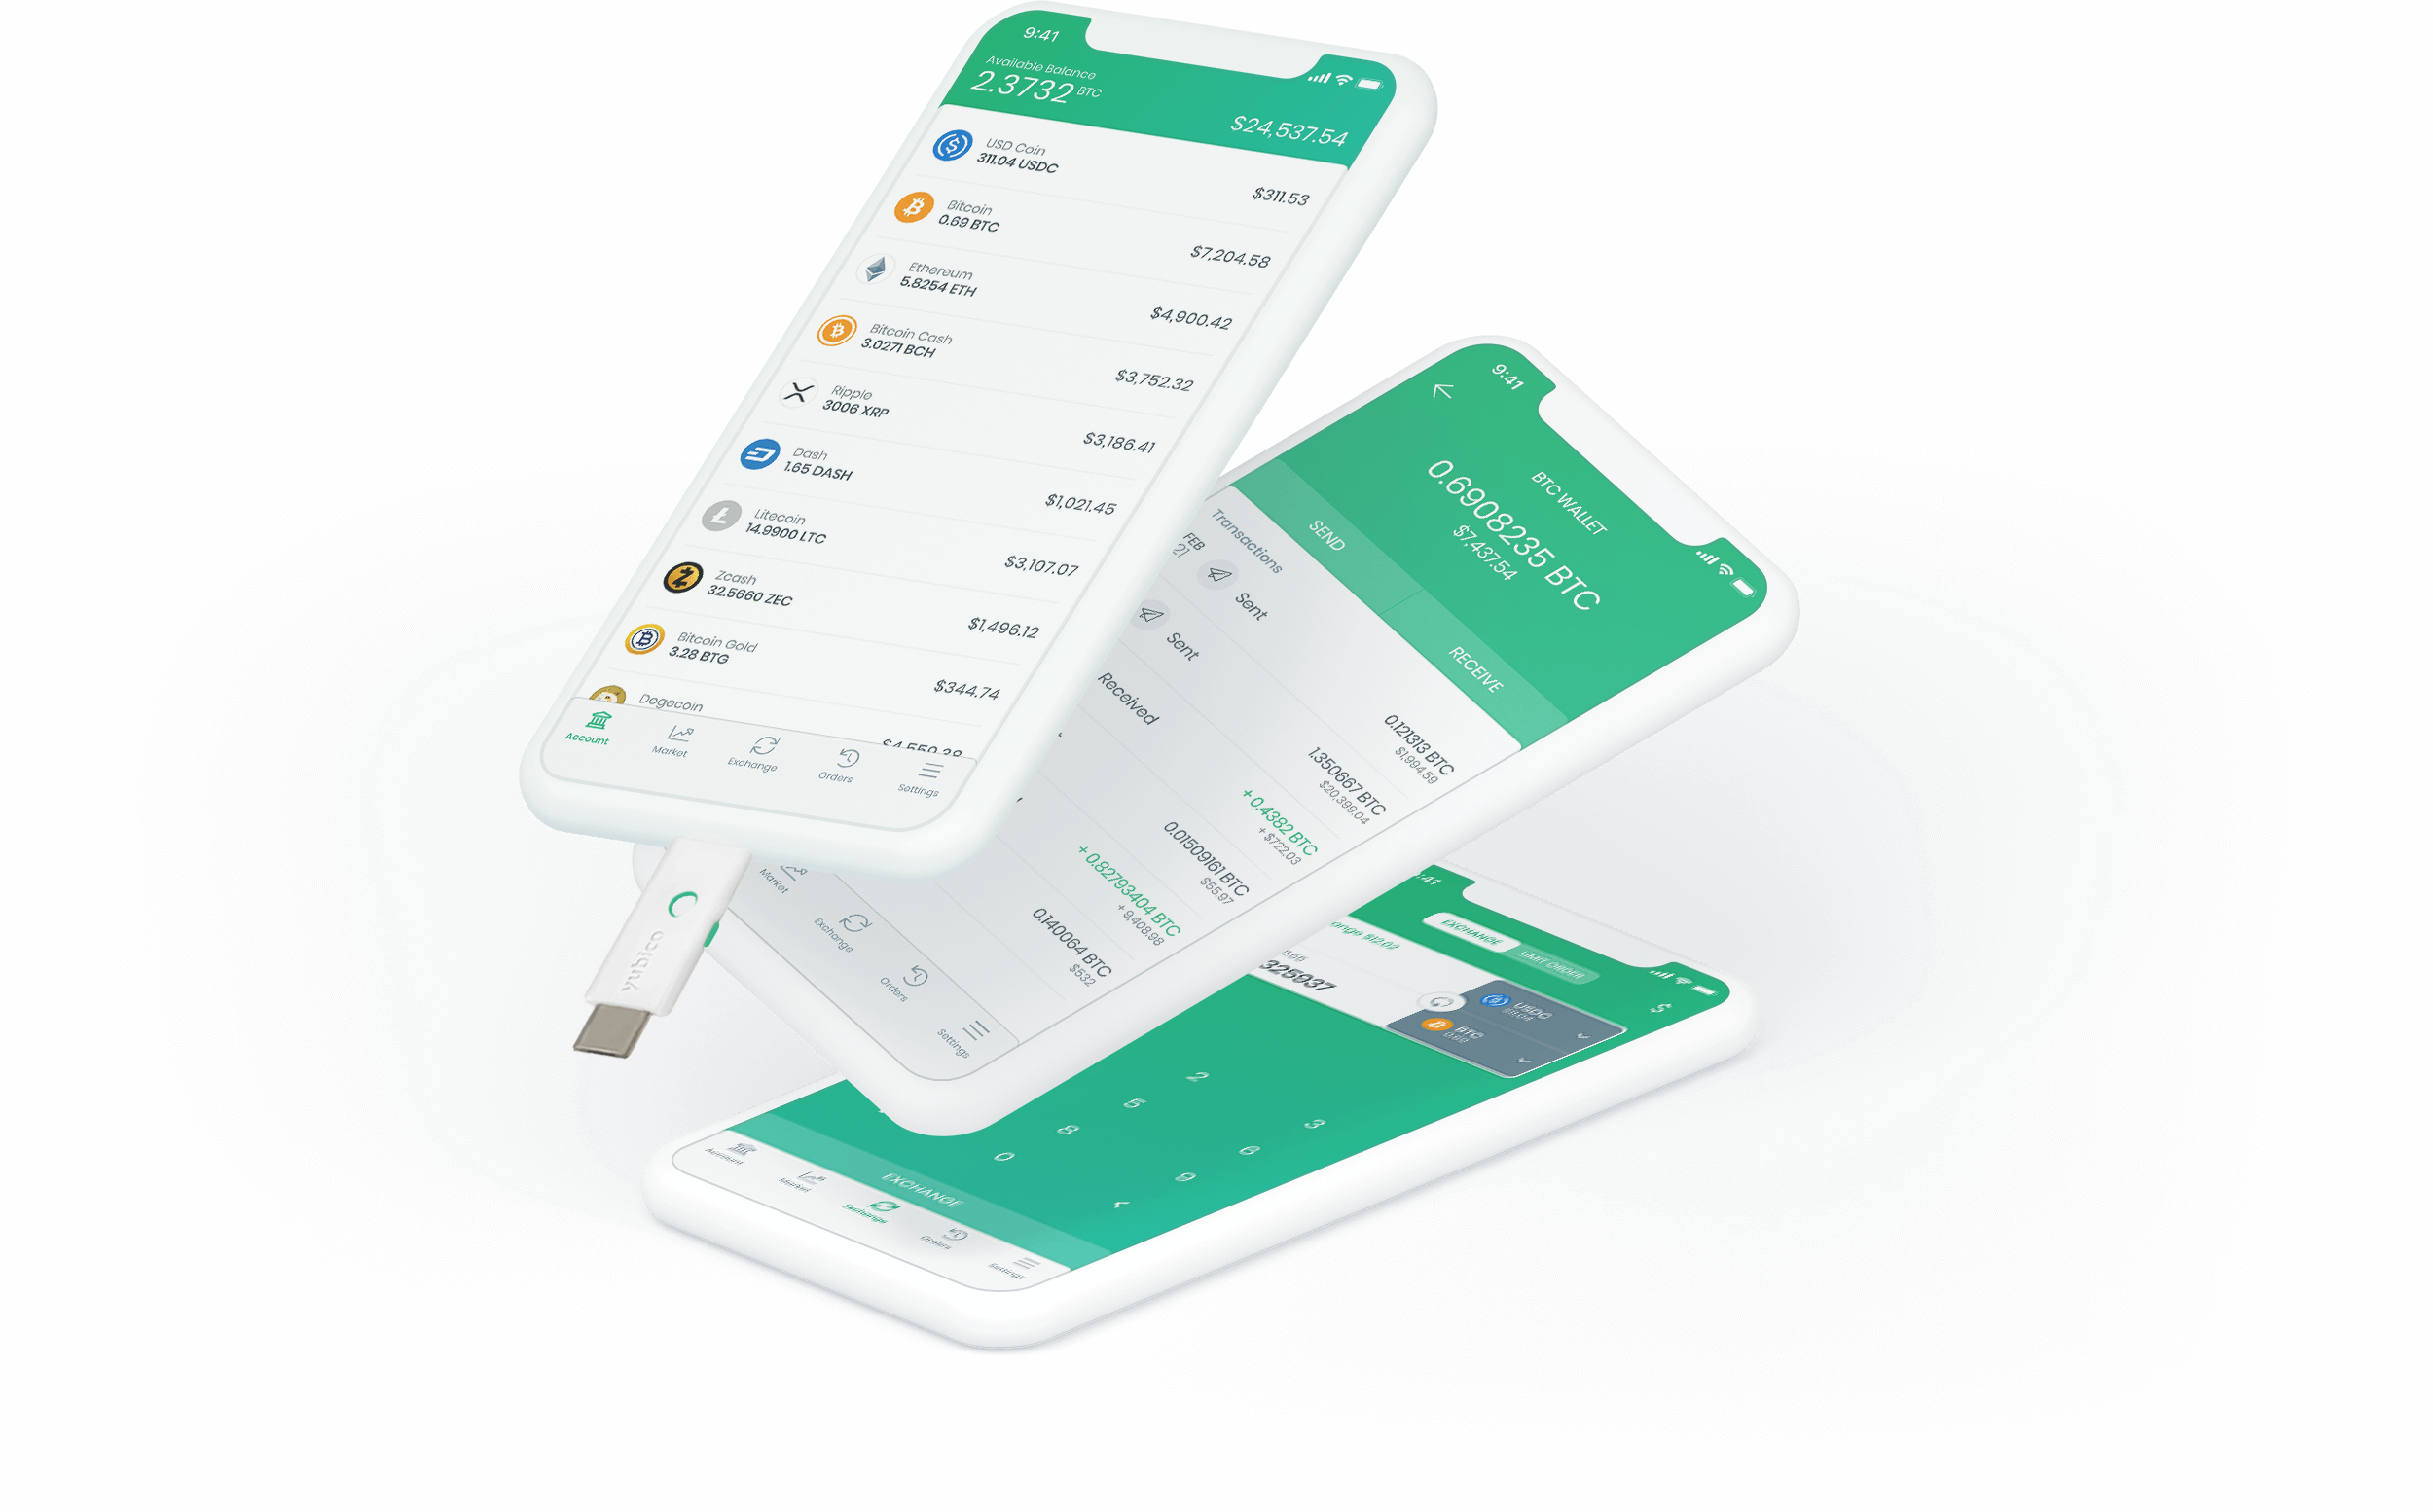 9:41
Available Balance
2.3732 BTC
$24,537.54
USD Coin
311.04 USDC
$311.53
Bitcoin
0.69 BTC
$7,204.58
Ethereum
5.8254 ETH
$4,900.42
Bitcoin Cash
3.0271 BCH
$3,752.32
Ripple
3006 XRP
$3,186.41
Dash
1.65 DASH
$1,021.45
Litecoin
14.9900 LTC
$3,107.07
Zcash
32.5660 ZEC
$1,496.12
Bitcoin Gold
3.28 BTG
$344.74
Dogecoin
Account
Market
Exchange
Orders
Settings
yubico
9:41
BTC WALLET
0.6908235 BTC
$7,437.54
SEND
RECEIVE
Transactions
FEB
21
Sent
0.121313 BTC
$1,994.59
Sent
1.350667 BTC
$20,399.04
Received
+ 0.4382 BTC
+ $722.03
0.01509161 BTC
$55.97
+ 0.82793404 BTC
+ 9,408.98
0.140064 BTC
$532
Market
Exchange
Orders
Settings
EXCHANGE
LIMIT ORDER
$
USDC
311.04
BTC
0.69
325937
2
3
5
6
8
9
0
EXCHANGE
Account
Market
Exchange
Orders
Settings